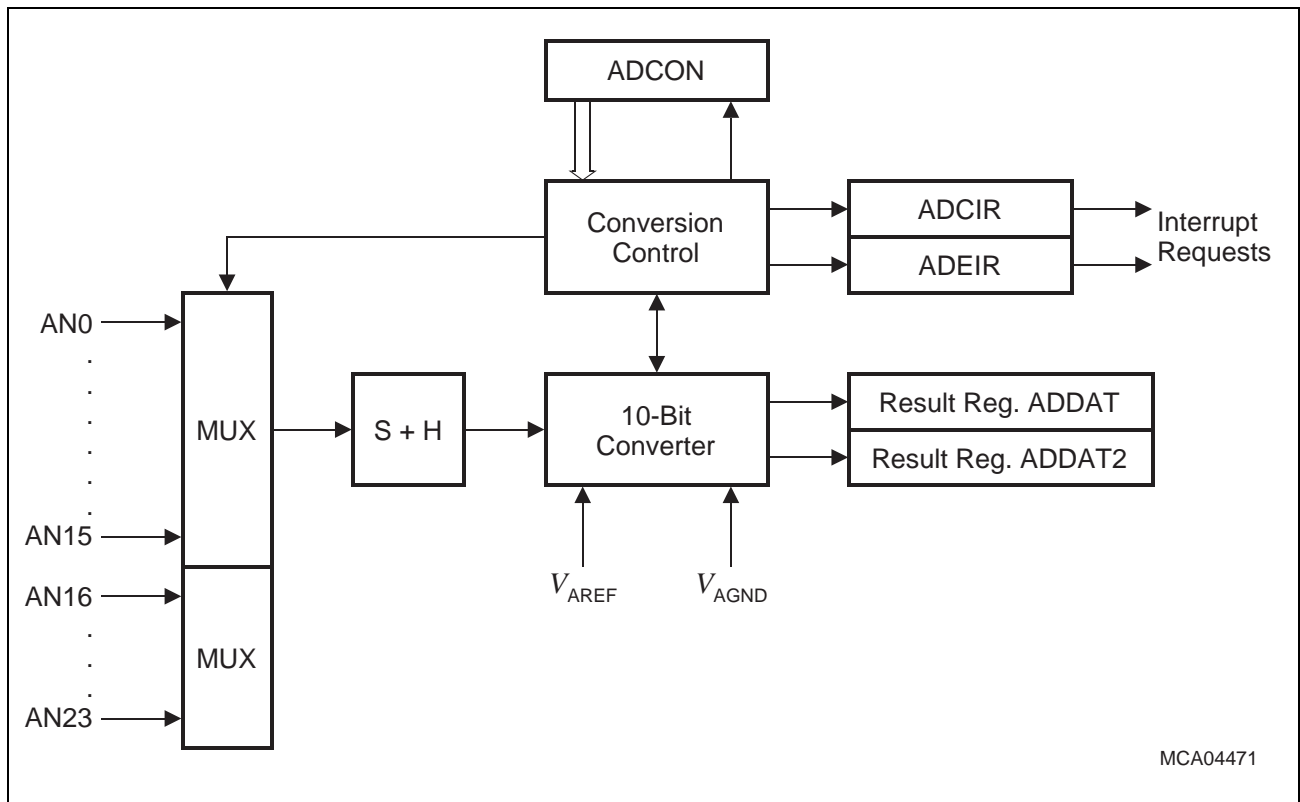 ADCON
Conversion
Control
ADCIR
ADEIR
Interrupt
Requests
AN0
.
.
.
.
.
.
AN15
AN16
.
.
.
AN23
MUX
MUX
S + H
10-Bit
Converter
Result Reg. ADDAT
Result Reg. ADDAT2
VAREF
VAGND
MCA04471